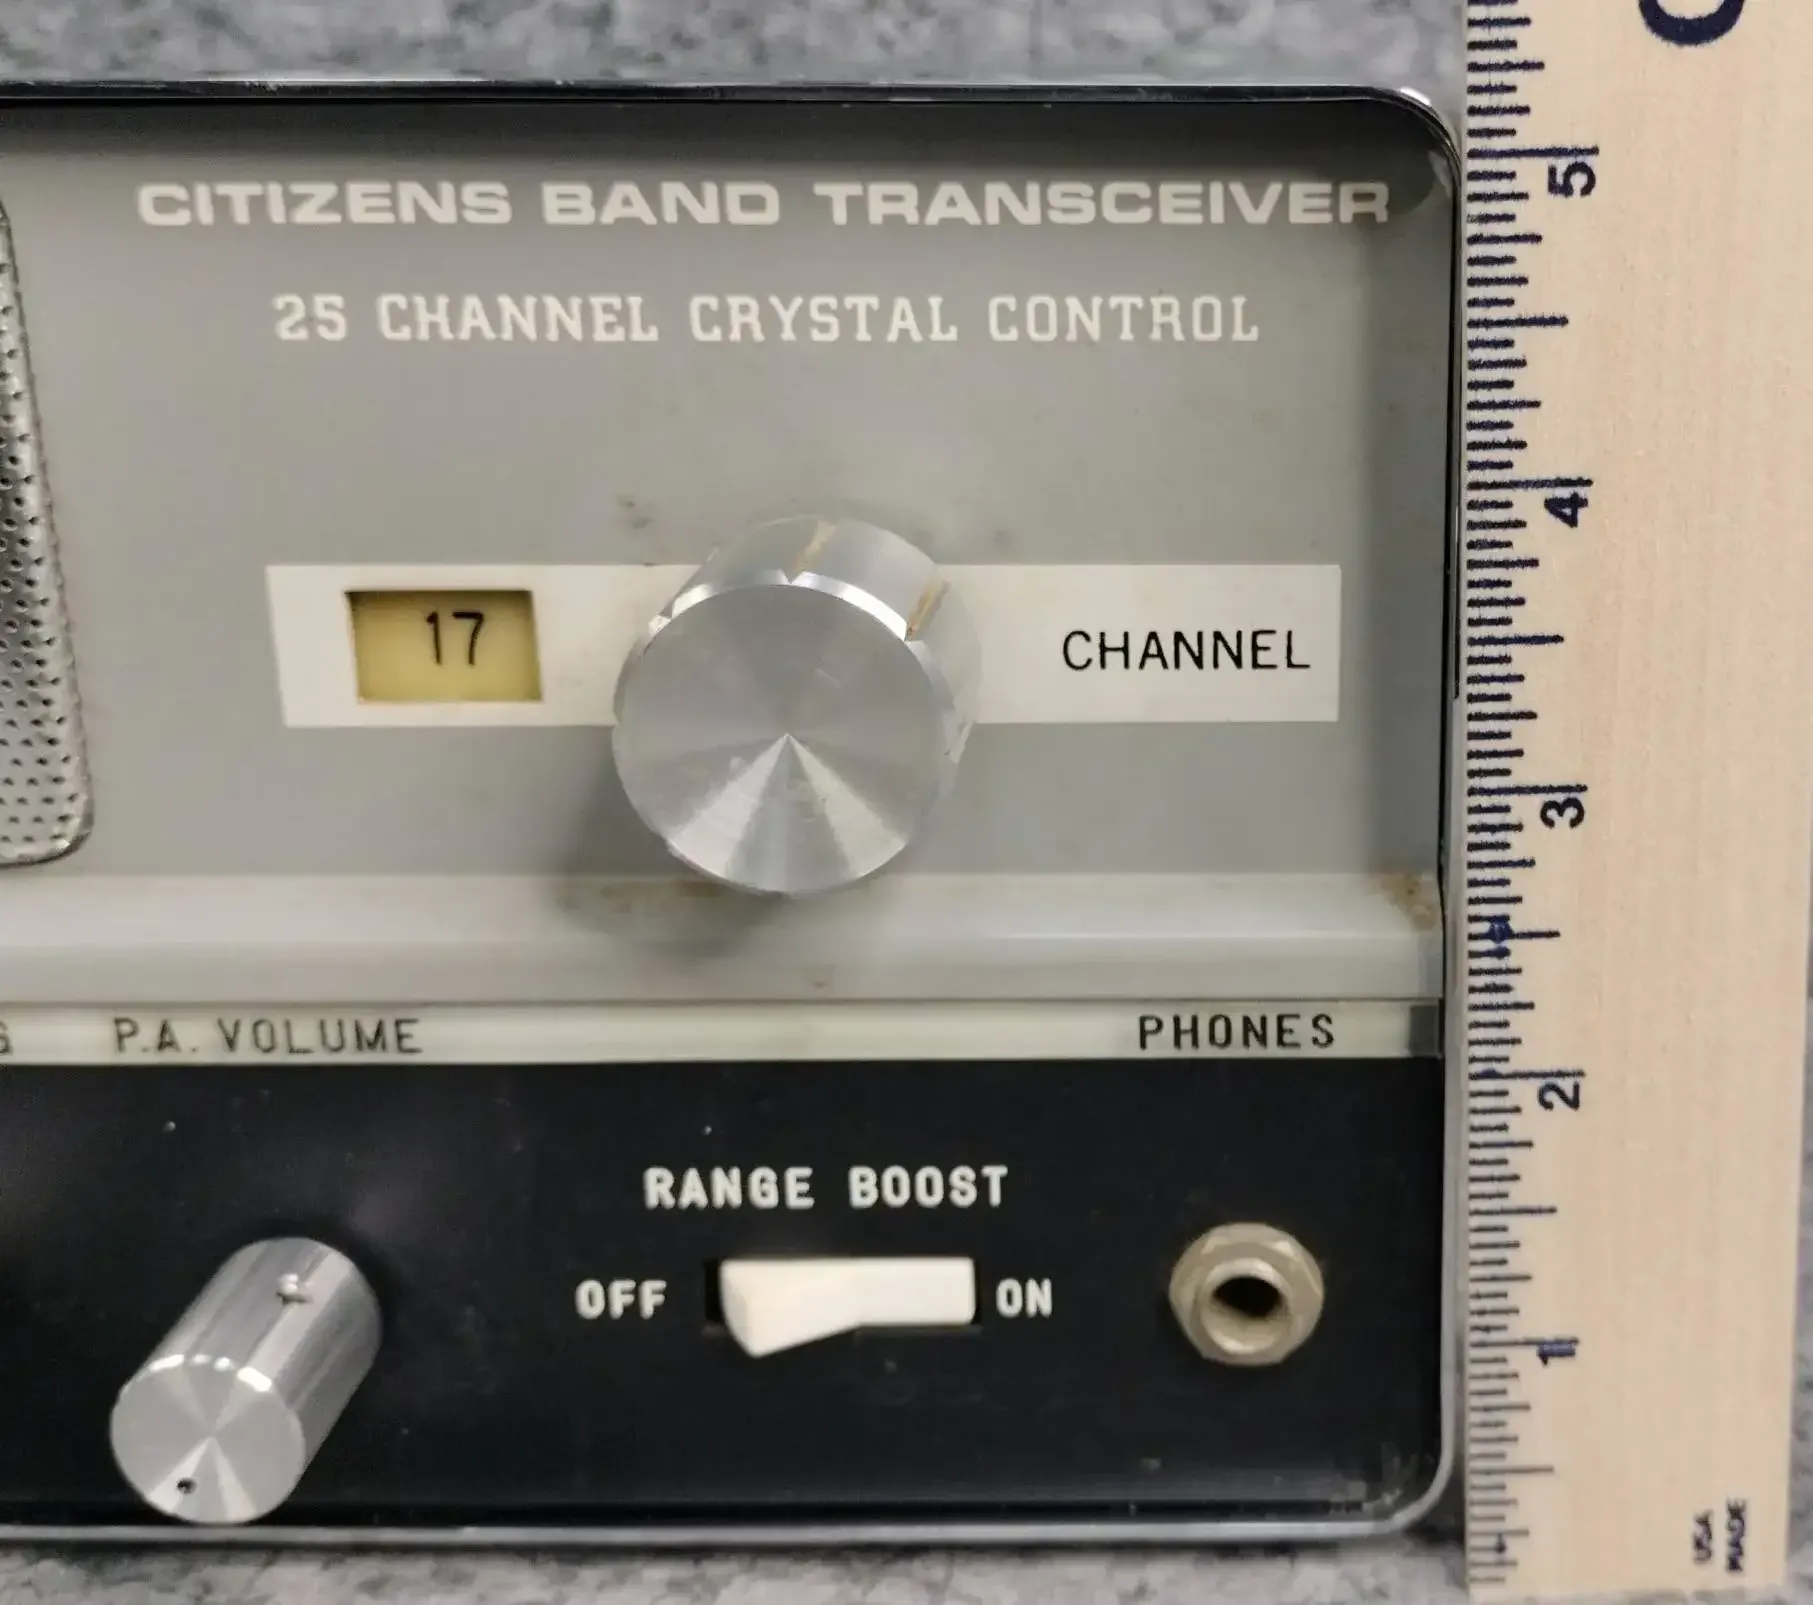 CITIZENS BAND TRANSCEIVER
25 CHANNEL CRYSTAL CONTROL
17
CHANNEL
P.A. VOLUME
PHONES
RANGE BOOST
OFF
ON
5
4
3
2
1
USA
MADE